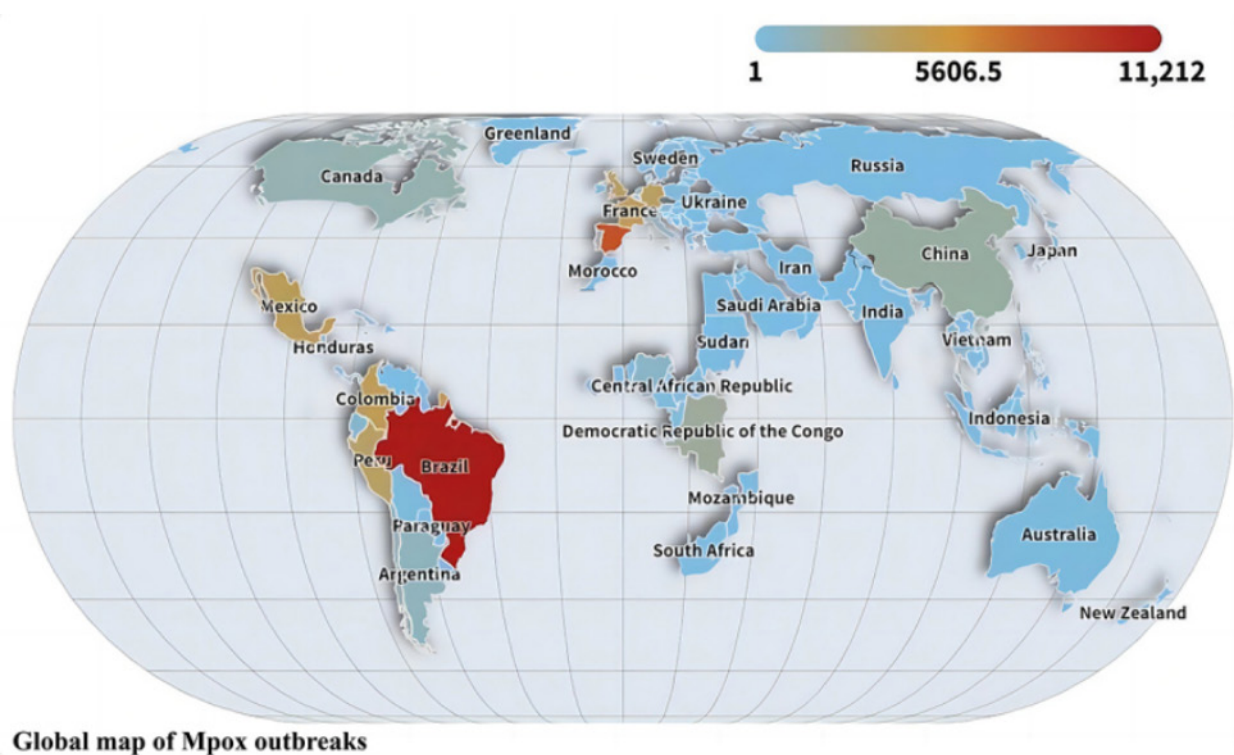 1 5606.5 11,212
Greenland
Sweden
Canada
Russia
France
Ukraine
China
Japan
Morocco
Iran
Mexico
Saudi Arabia
India
Honduras
Sudan
Vietnam
Central African Republic
Colombia
Indonesia
Democratic Republic of the Congo
Peru
Brazil
Mozambique
Paraguay
Australia
South Africa
Argentina
New Zealand
Global map of Mpox outbreaks